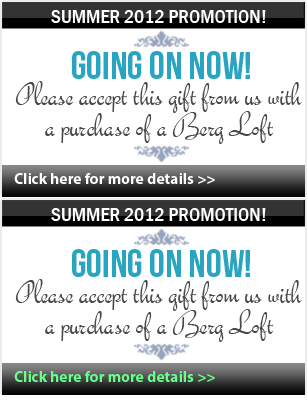 SUMMER 2012 PROMOTION!
GOING ON NOW!
Please accept this gift from us with
a purchase of a Berg Loft
Click here for more details >>
SUMMER 2012 PROMOTION!
GOING ON NOW!
Please accept this gift from us with
a purchase of a Berg Loft
Click here for more details >>